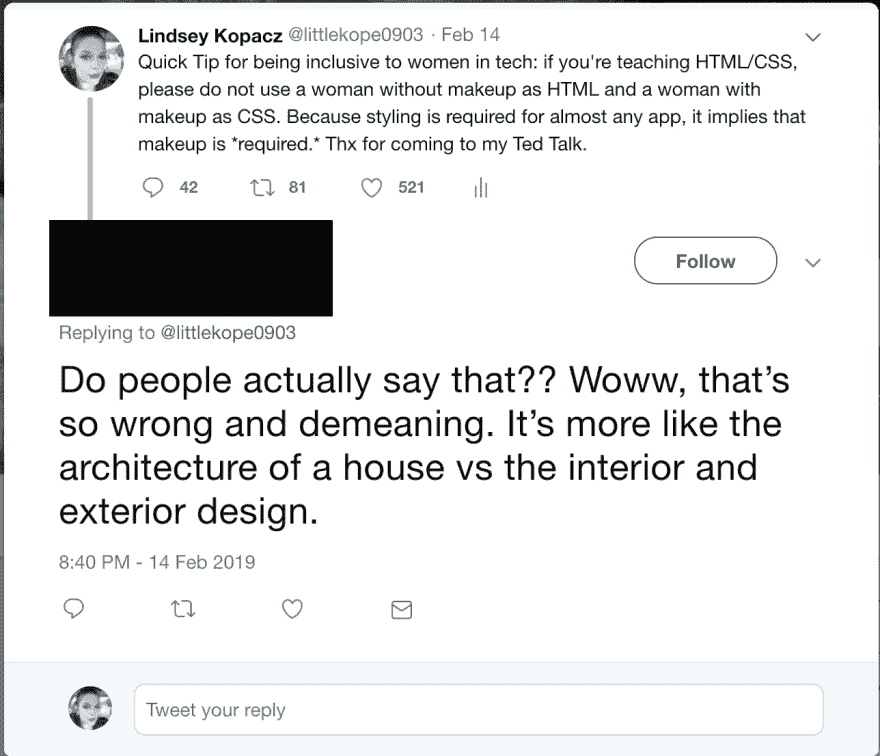 Lindsey Kopacz @littlekope0903 · Feb 14
Quick Tip for being inclusive to women in tech: if you're teaching HTML/CSS,
please do not use a woman without makeup as HTML and a woman with
makeup as CSS. Because styling is required for almost any app, it implies that
makeup is *required.* Thx for coming to my Ted Talk.
42 81 521
Follow
Replying to @littlekope0903
Do people actually say that?? Woww, that's
so wrong and demeaning. It's more like the
architecture of a house vs the interior and
exterior design.
8:40 PM - 14 Feb 2019
Tweet your reply